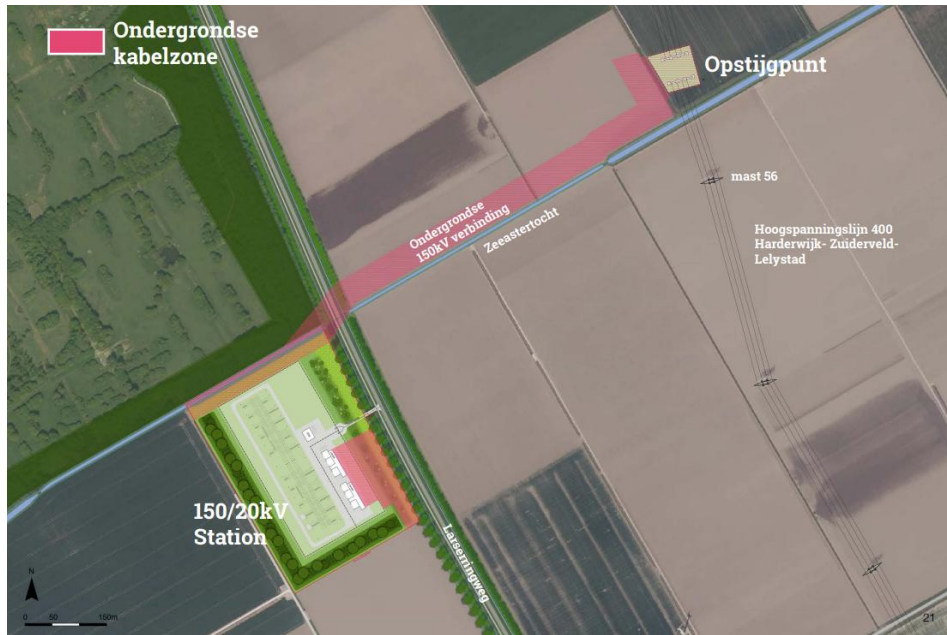 Ondergrondse
kabelzone
Opstijgpunt
mast 56
Ondergrondse
150kV verbinding
Zeeastertocht
Hoogspanningslijn 400
Harderwijk- Zuiderveld-
Lelystad
150/20kV
Station
Larserringweg
N
0 50 150m
21